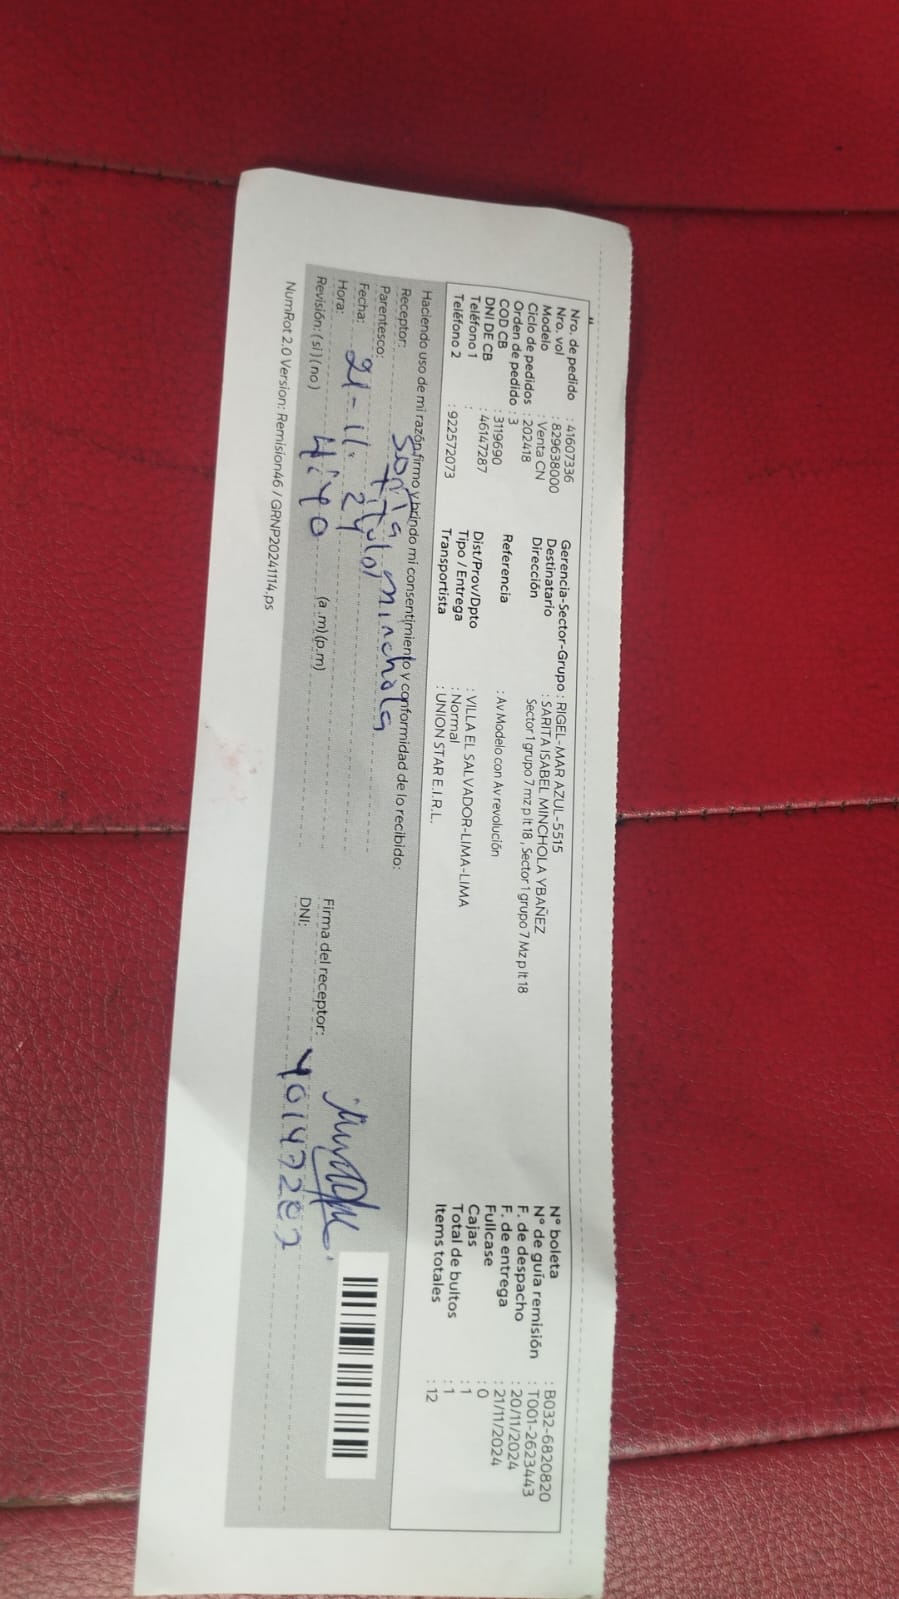 Nro. de pedido : 41607336
Nro. vol : 829638000
Modelo : Venta CN
Ciclo de pedidos : 202418
Orden de pedido : 3
COD CB : 3119690
DNI DE CB : 46147287
Teléfono 1 :
Teléfono 2 : 922572073
Gerencia-Sector-Grupo : RIGEL-MAR AZUL-5515
Destinatario : SARITA ISABEL MINCHOLA YBAÑEZ
Dirección Sector 1 grupo 7 mz p lt 18 , Sector 1 grupo 7 Mz p lt 18
Referencia : Av Modelo con Av revolución
Dist/Prov/Dpto : VILLA EL SALVADOR-LIMA-LIMA
Tipo / Entrega : Normal
Transportista : UNION STAR E.I.R.L.
N° boleta : B032-6820820
N° de guía remisión : T001-2623443
F. de despacho : 20/11/2024
F. de entrega : 21/11/2024
Fullcase : 0
Cajas : 1
Total de bultos : 1
Items totales : 12
Haciendo uso de mi razón, firmo y brindo mi consentimiento y conformidad de lo recibido:
Receptor: Sarita Minchola
Parentesco: titular
Fecha: 21-11-24
Hora: 4:40 (a.m) (p.m)
Revisión: ( si ) ( no )
Firma del receptor:
DNI:
NumRot 2.0 Version: Remision46 / GRNP20241114.ps